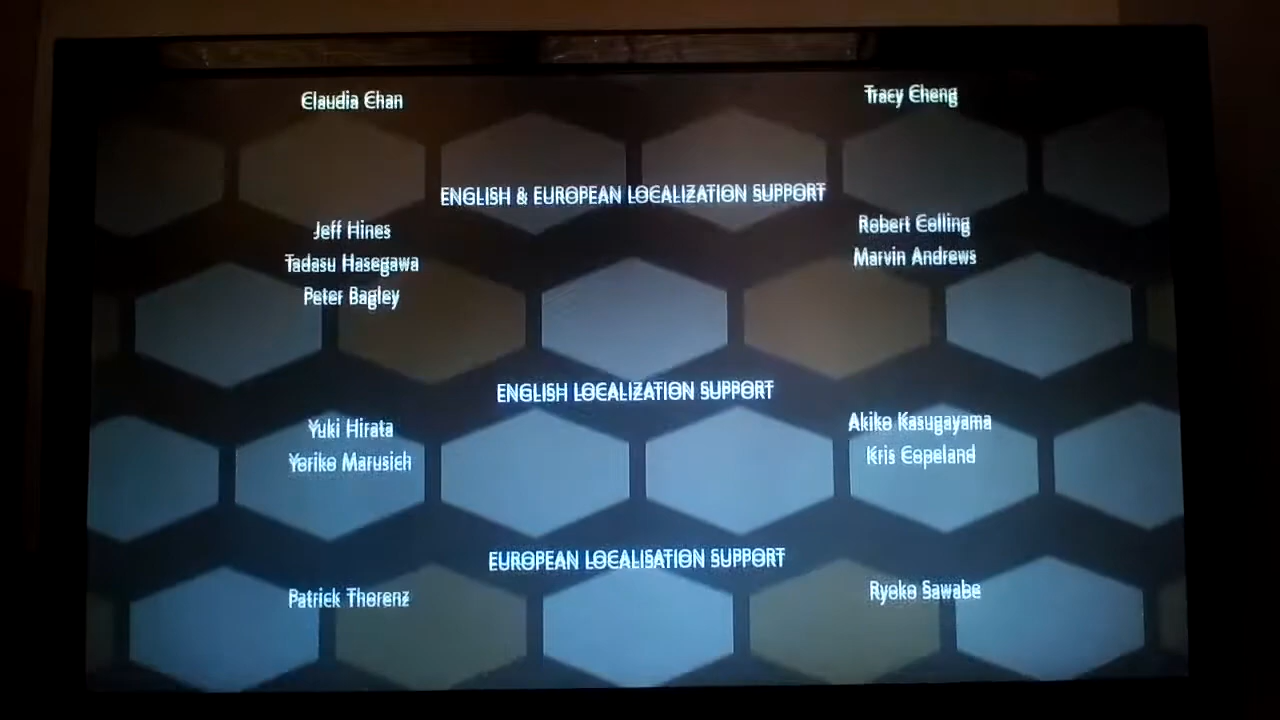 Claudia Chan
Tracy Cheng
ENGLISH & EUROPEAN LOCALIZATION SUPPORT
Jeff Hines
Robert Colling
Tadasu Hasegawa
Marvin Andrews
Peter Bagley
ENGLISH LOCALIZATION SUPPORT
Yuki Hirata
Akiko Kasugayama
Yoriko Marusich
Kris Copeland
EUROPEAN LOCALISATION SUPPORT
Patrick Thorenz
Ryoko Sawabe